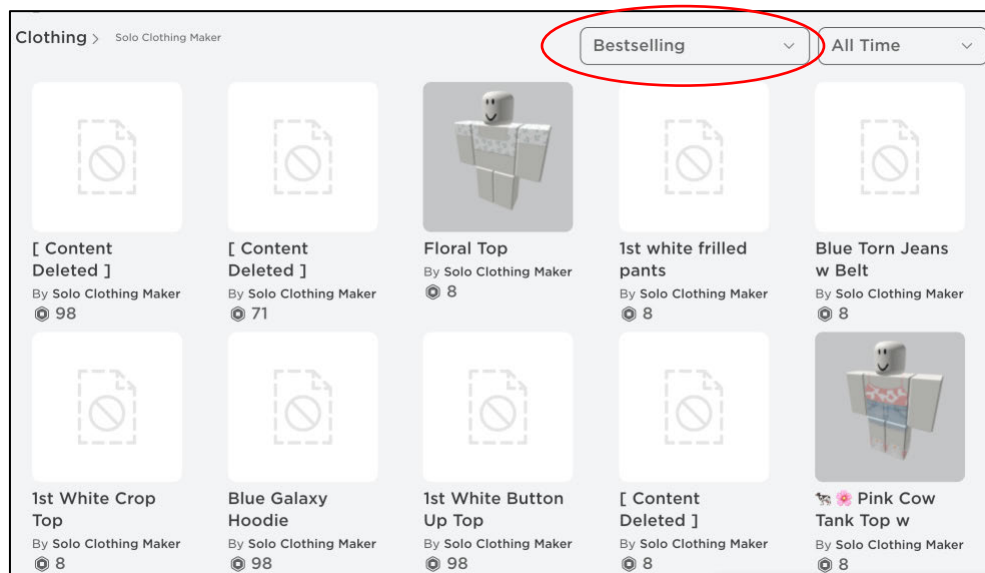 Clothing > Solo Clothing Maker
Bestselling
All Time
[ Content
Deleted ]
By Solo Clothing Maker
98
[ Content
Deleted ]
By Solo Clothing Maker
71
Floral Top
By Solo Clothing Maker
8
1st white frilled
pants
By Solo Clothing Maker
8
Blue Torn Jeans
w Belt
By Solo Clothing Maker
8
1st White Crop
Top
By Solo Clothing Maker
8
Blue Galaxy
Hoodie
By Solo Clothing Maker
98
1st White Button
Up Top
By Solo Clothing Maker
98
[ Content
Deleted ]
By Solo Clothing Maker
8
🐄 🌸 Pink Cow
Tank Top w
By Solo Clothing Maker
8